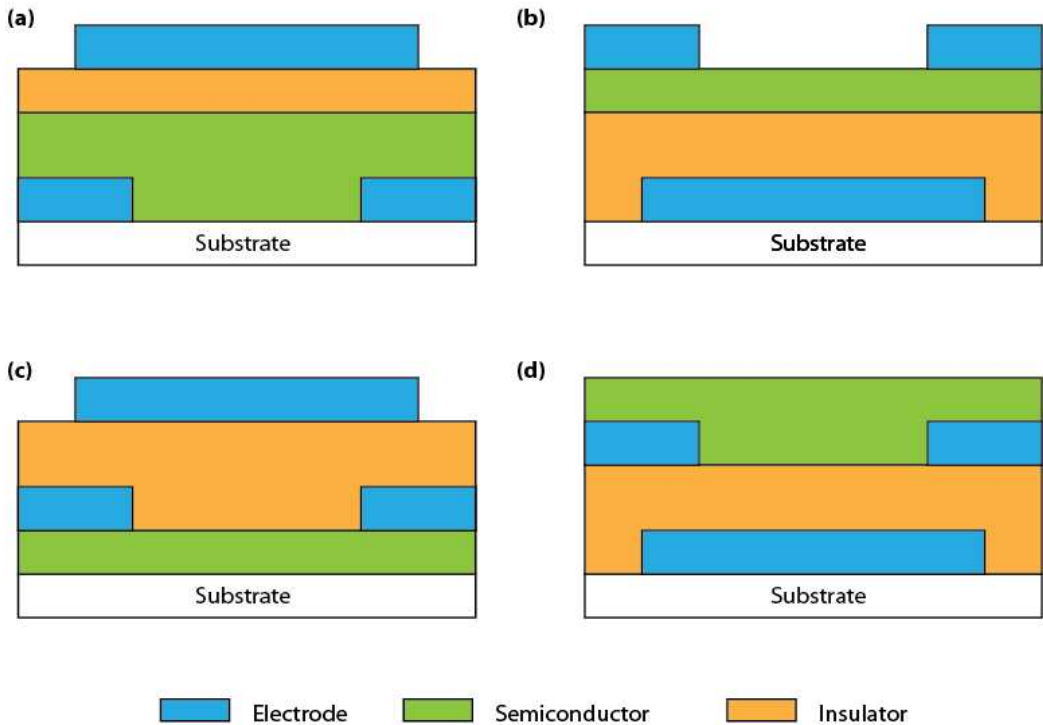 (a)
(b)
Substrate
Substrate
(c)
(d)
Substrate
Substrate
Electrode
Semiconductor
Insulator